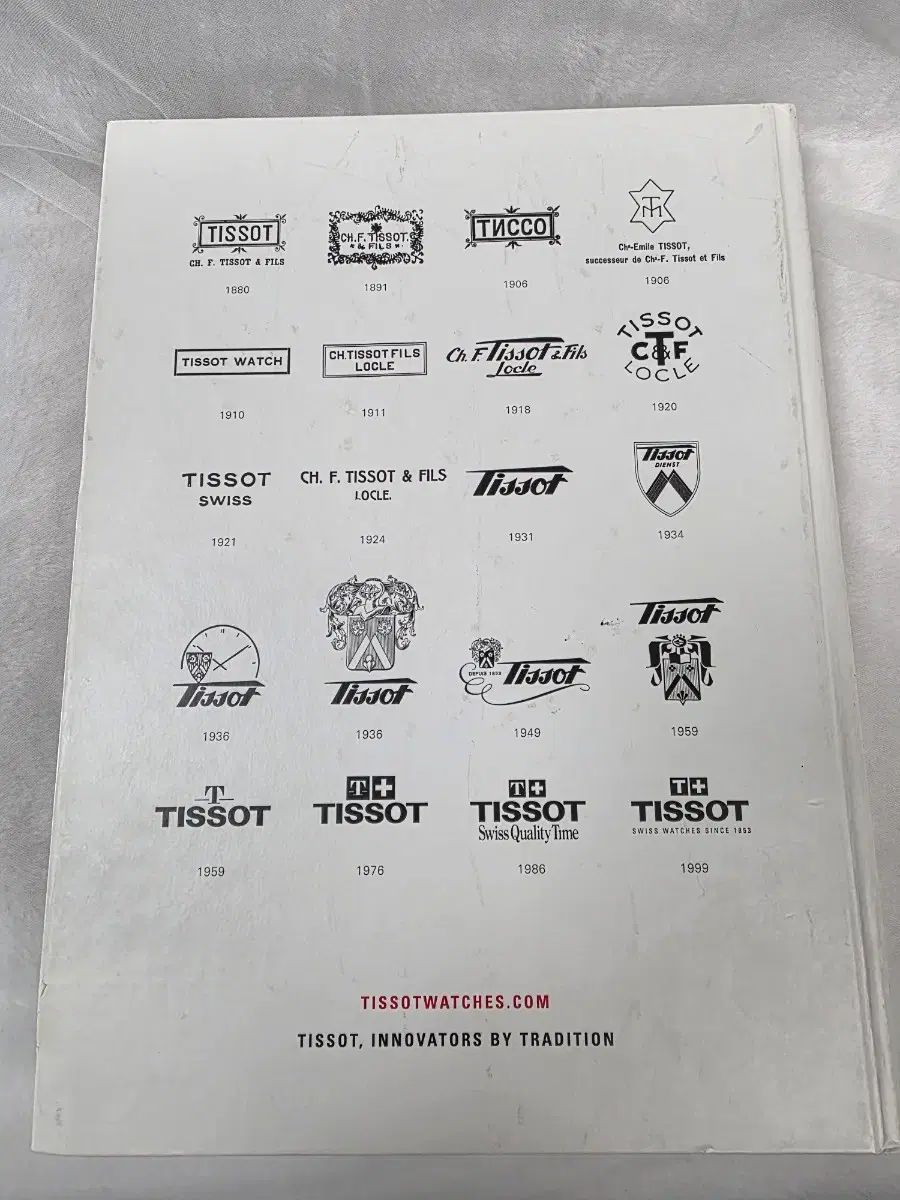 TISSOT
CH. F. TISSOT & FILS
1880
CH. F. TISSOT
& FILS
1891
ТИССО
1906
Chˢ-Emile TISSOT,
successeur de Chˢ-F. Tissot et Fils
1906
TISSOT WATCH
1910
CH. TISSOT FILS
LOCLE
1911
Ch. F. Tissot & Fils
Locle
1918
TISSOT
C T & F
LOCLE
1920
TISSOT
SWISS
1921
CH. F. TISSOT & FILS
LOCLE.
1924
Tissot
1931
Tissot
DIENST
1934
Tissot
1936
Tissot
1936
DEPUIS 1853
Tissot
1949
Tissot
1959
T
TISSOT
1959
T+
TISSOT
1976
T+
TISSOT
Swiss Quality Time
1986
T+
TISSOT
SWISS WATCHES SINCE 1853
1999
TISSOTWATCHES.COM
TISSOT, INNOVATORS BY TRADITION